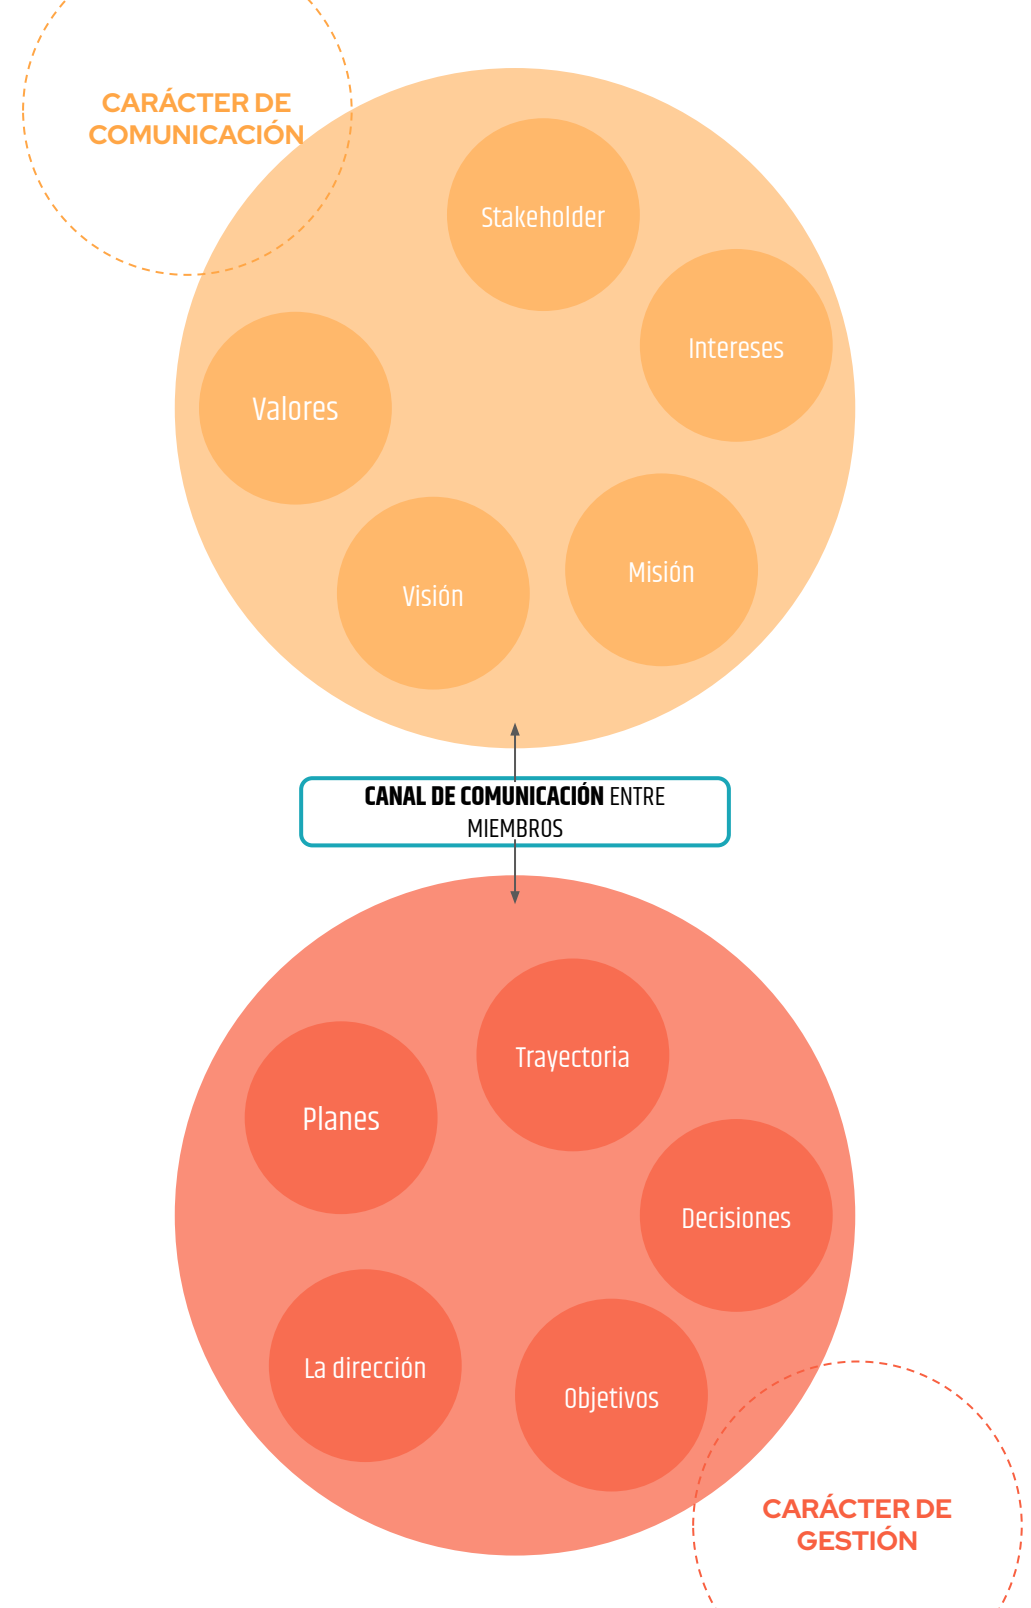 CARÁCTER DE
COMUNICACIÓN
Stakeholder
Intereses
Valores
Misión
Visión
CANAL DE COMUNICACIÓN ENTRE
MIEMBROS
Trayectoria
Planes
Decisiones
La dirección
Objetivos
CARÁCTER DE
GESTIÓN